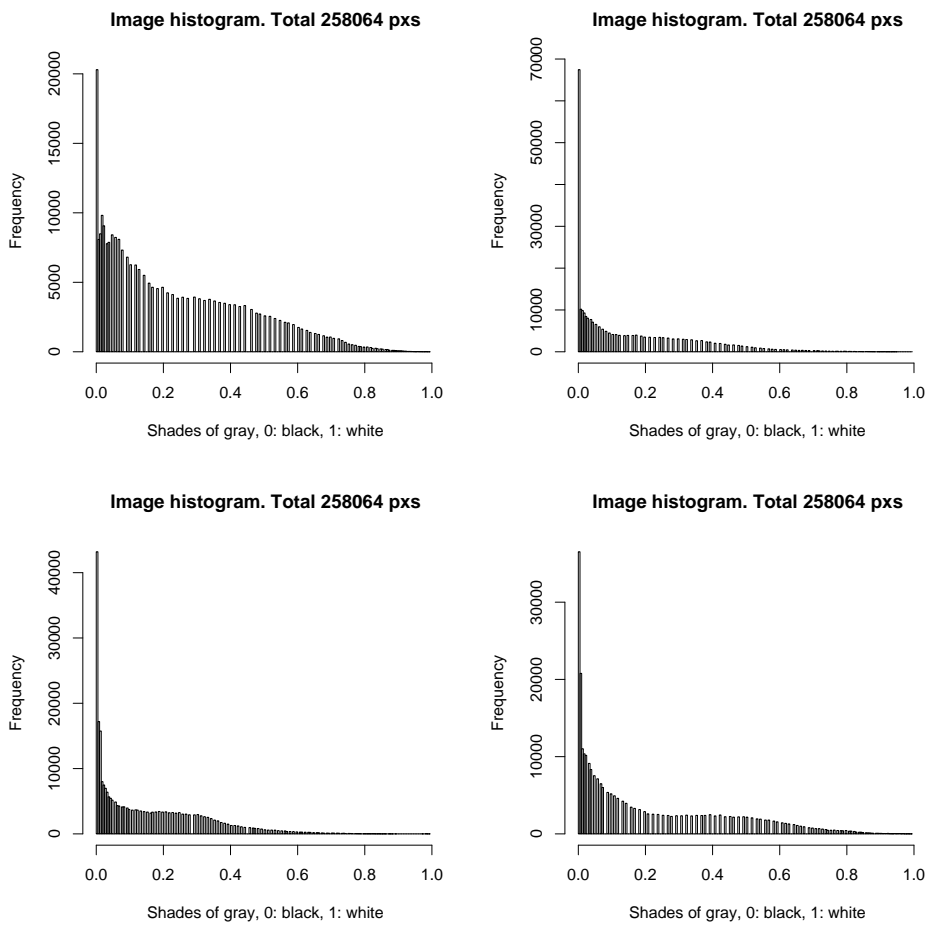 Image histogram. Total 258064 pxs
Frequency
20000
15000
10000
5000
0
0.0 0.2 0.4 0.6 0.8 1.0
Shades of gray, 0: black, 1: white
Image histogram. Total 258064 pxs
Frequency
70000
50000
30000
10000
0
0.0 0.2 0.4 0.6 0.8 1.0
Shades of gray, 0: black, 1: white
Image histogram. Total 258064 pxs
Frequency
40000
30000
20000
10000
0
0.0 0.2 0.4 0.6 0.8 1.0
Shades of gray, 0: black, 1: white
Image histogram. Total 258064 pxs
Frequency
30000
20000
10000
0
0.0 0.2 0.4 0.6 0.8 1.0
Shades of gray, 0: black, 1: white